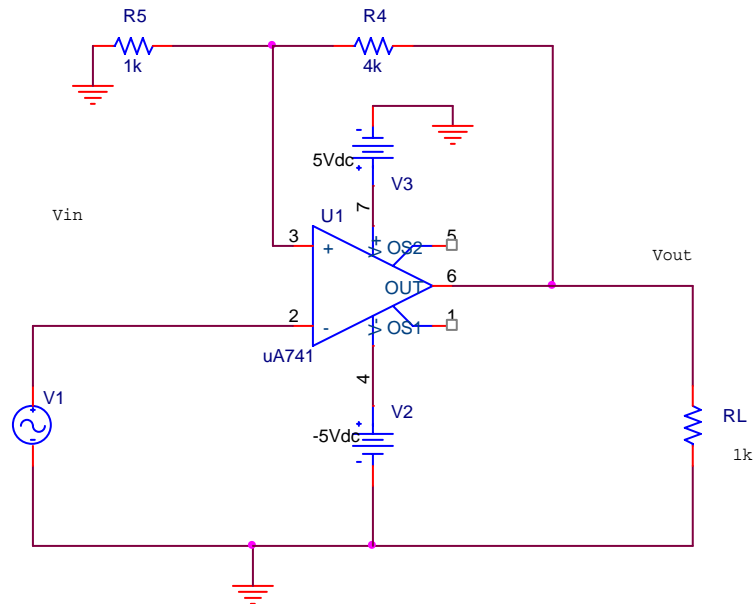 R5
R4
1k
4k
-
5Vdc
+
V3
Vin
7
U1
3
+
V+
OS2
5
Vout
OUT
6
2
-
V-
OS1
1
uA741
4
V1
+
-
V2
+
-5Vdc
-
RL
1k